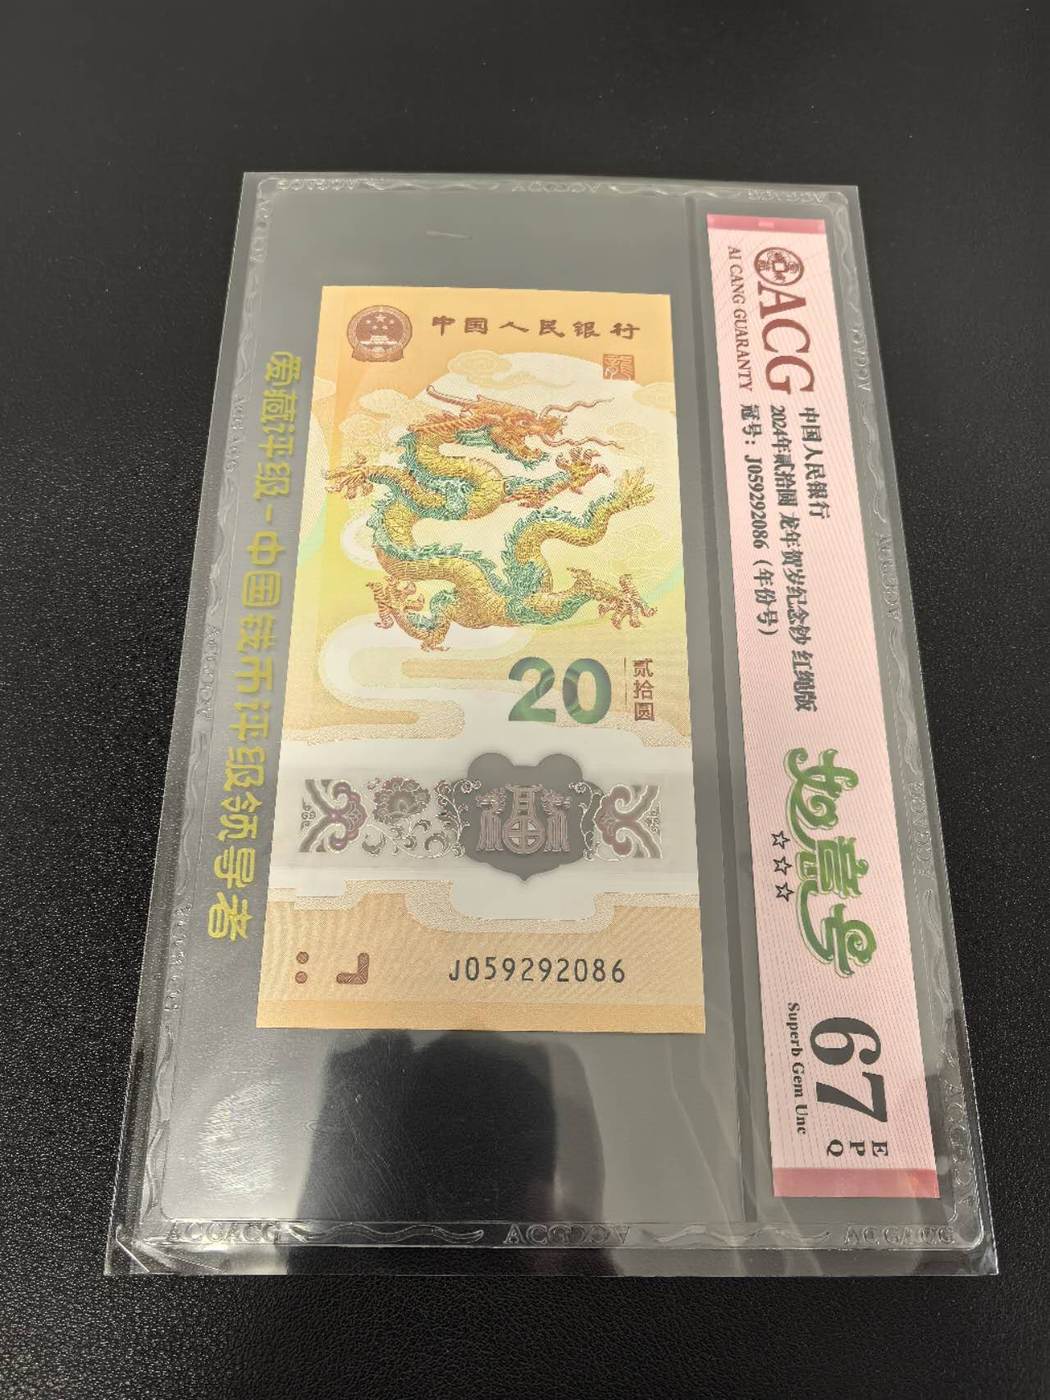 中国人民银行
20
贰拾圆
J059292086
ACG
AI CANG GUARANTY
中国人民银行
2024年贰拾圆 龙年贺岁纪念钞 红绳版
冠号：J059292086（年份号）
如意号
☆☆☆
67
EPQ
Superb Gem Unc
爱藏评级-中国钱币评级领导者